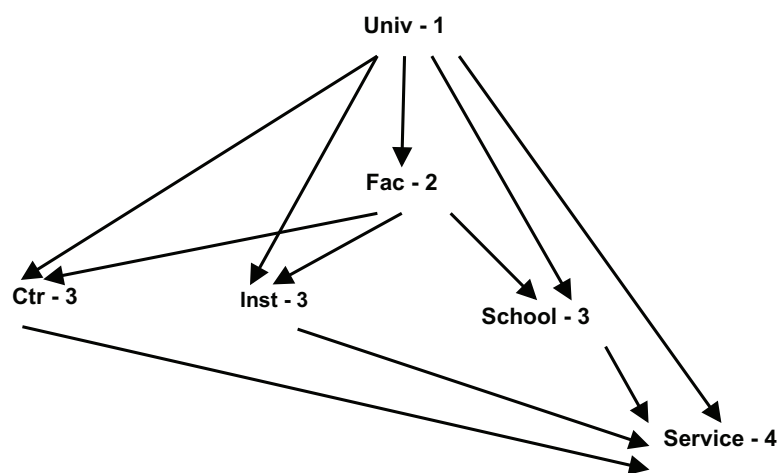 Univ - 1
Fac - 2
Ctr - 3
Inst - 3
School - 3
Service - 4